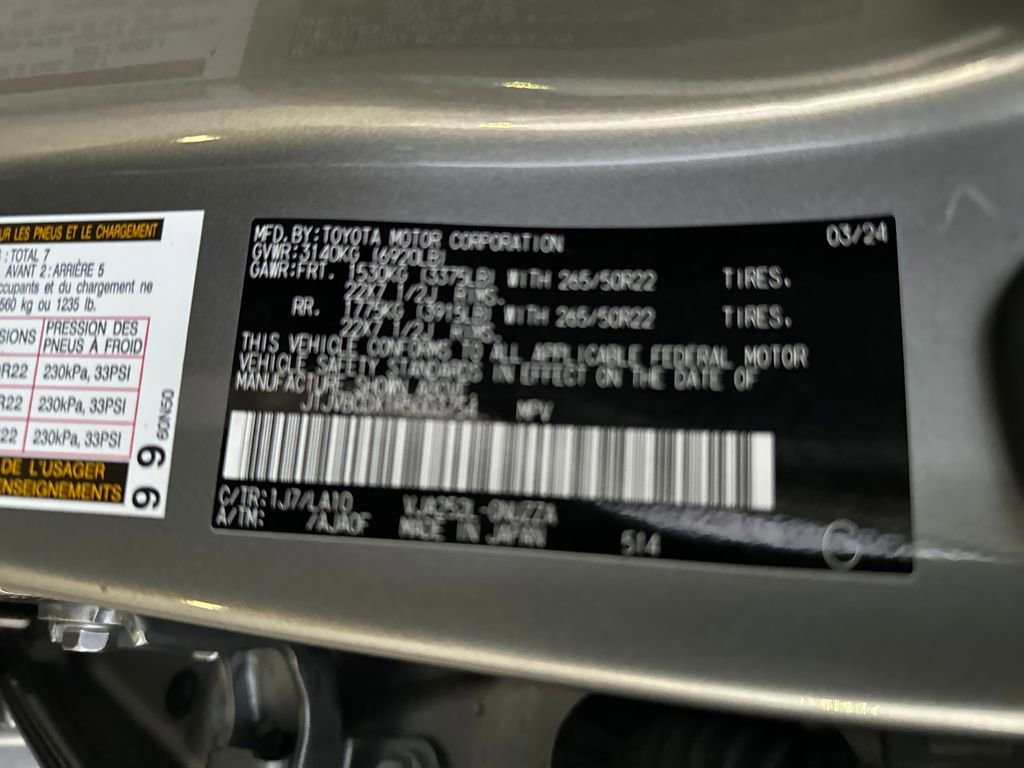 UR LES PNEUS ET LE CHARGEMENT
: TOTAL 7
AVANT 2: ARRIÈRE 5
ccupants et du chargement ne
560 kg ou 1235 lb.
SIONS PRESSION DES PNEUS À FROID
R22 230kPa, 33PSI
R22 230kPa, 33PSI
22 230kPa, 33PSI
DE L'USAGER
ENSEIGNEMENTS
99
60N50
MFD. BY: TOYOTA MOTOR CORPORATION 03/24
GVWR: 3140KG (6920LB)
GAWR: FRT. 1530KG (3375LB) WITH 265/50R22 TIRES.
22X7 1/2J RIMS.
RR. 1775KG (3915LB) WITH 265/50R22 TIRES.
22X7 1/2J RIMS.
THIS VEHICLE CONFORMS TO ALL APPLICABLE FEDERAL MOTOR
VEHICLE SAFETY STANDARDS IN EFFECT ON THE DATE OF
MANUFACTURE SHOWN ABOVE.
MPV
C/TR: 1J7/LA10
A/TM: /AJA0F MADE IN JAPAN 514